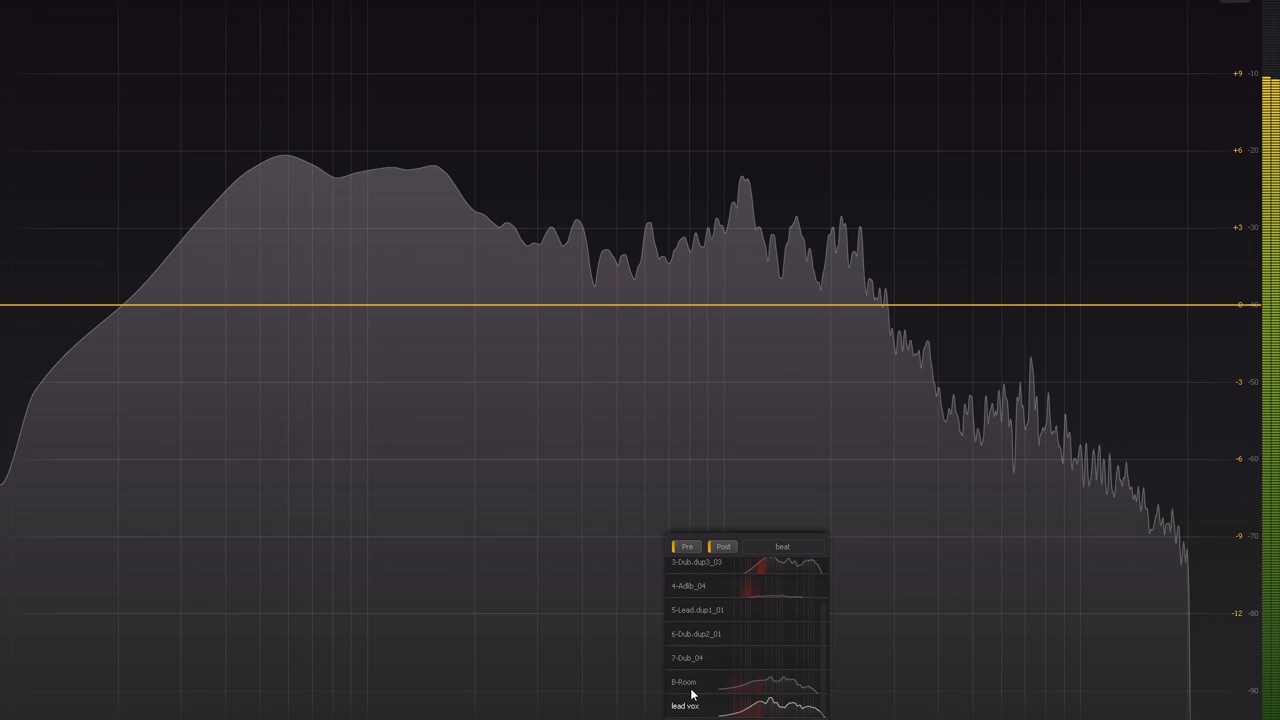 +9 -10
+6 -20
+3 -30
0 -40
-3 -50
-6 -60
-9 -70
-12 -80
-90
Pre Post beat
3-Dub.dup3_03
4-Adlib_04
5-Lead.dup1_01
6-Dub.dup2_01
7-Dub_04
B-Room
lead vox